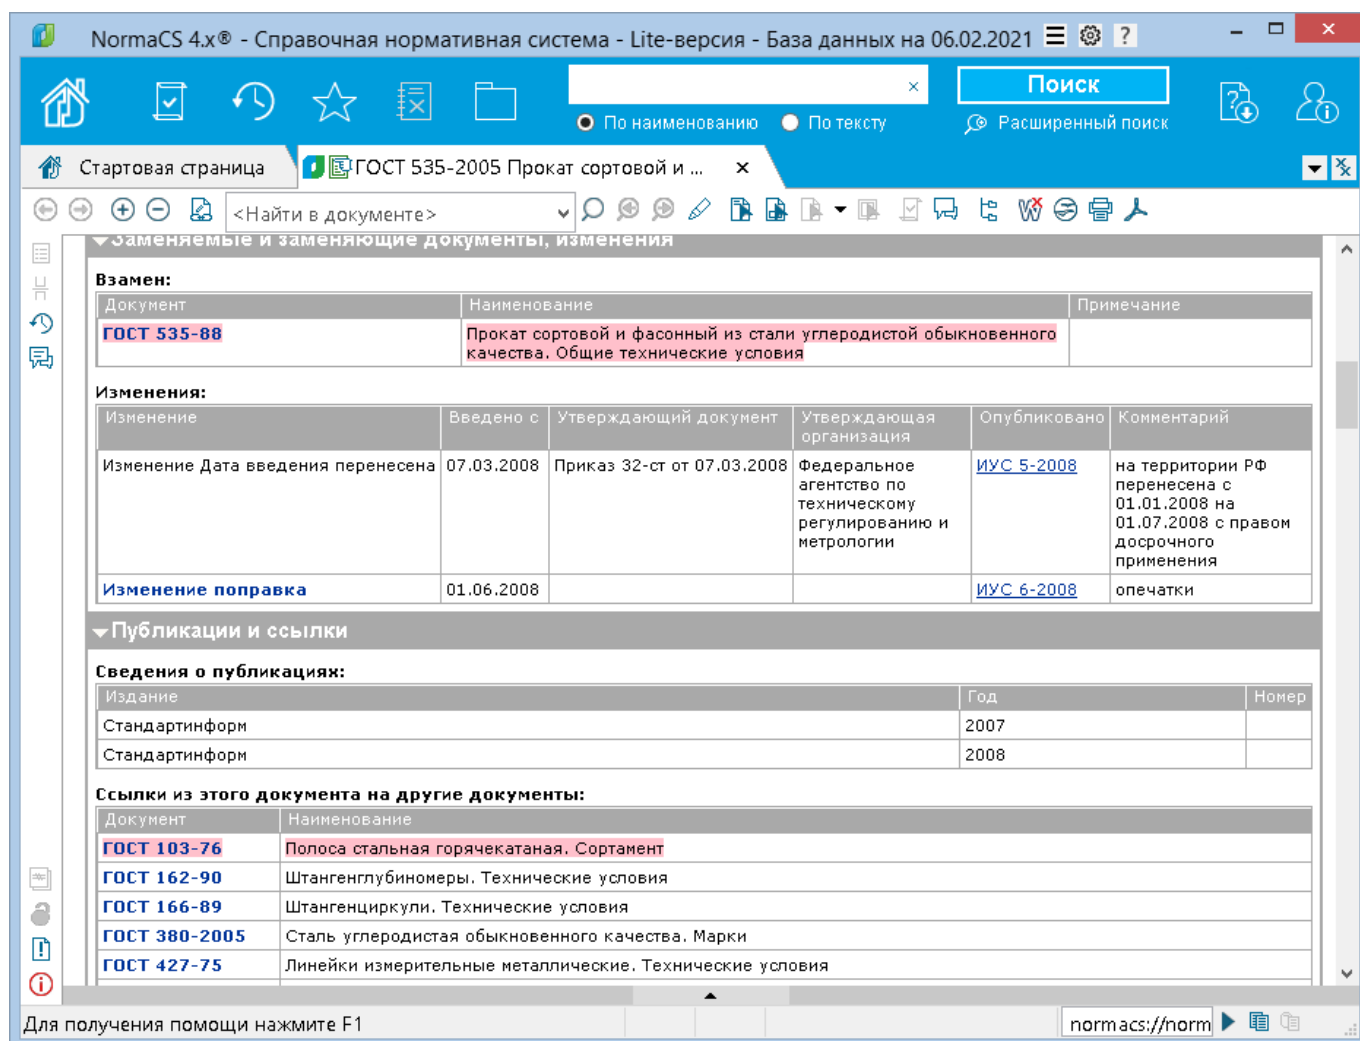 NormaCS 4.x® - Справочная нормативная система - Lite-версия - База данных на 06.02.2021
Поиск
По наименованию По тексту Расширенный поиск
Стартовая страница ГОСТ 535-2005 Прокат сортовой и ...
<Найти в документе>
Заменяемые и заменяющие документы, изменения
Взамен:
Документ Наименование Примечание
ГОСТ 535-88 Прокат сортовой и фасонный из стали углеродистой обыкновенного
качества. Общие технические условия
Изменения:
Изменение Введено с Утверждающий документ Утверждающая Опубликовано Комментарий
организация
Изменение Дата введения перенесена 07.03.2008 Приказ 32-ст от 07.03.2008 Федеральное ИУС 5-2008 на территории РФ
агентство по перенесена с
техническому 01.01.2008 на
регулированию и 01.07.2008 с правом
метрологии досрочного
применения
Изменение поправка 01.06.2008 ИУС 6-2008 опечатки
Публикации и ссылки
Сведения о публикациях:
Издание Год Номер
Стандартинформ 2007
Стандартинформ 2008
Ссылки из этого документа на другие документы:
Документ Наименование
ГОСТ 103-76 Полоса стальная горячекатаная. Сортамент
ГОСТ 162-90 Штангенглубиномеры. Технические условия
ГОСТ 166-89 Штангенциркули. Технические условия
ГОСТ 380-2005 Сталь углеродистая обыкновенного качества. Марки
ГОСТ 427-75 Линейки измерительные металлические. Технические условия
Для получения помощи нажмите F1 normacs://norm